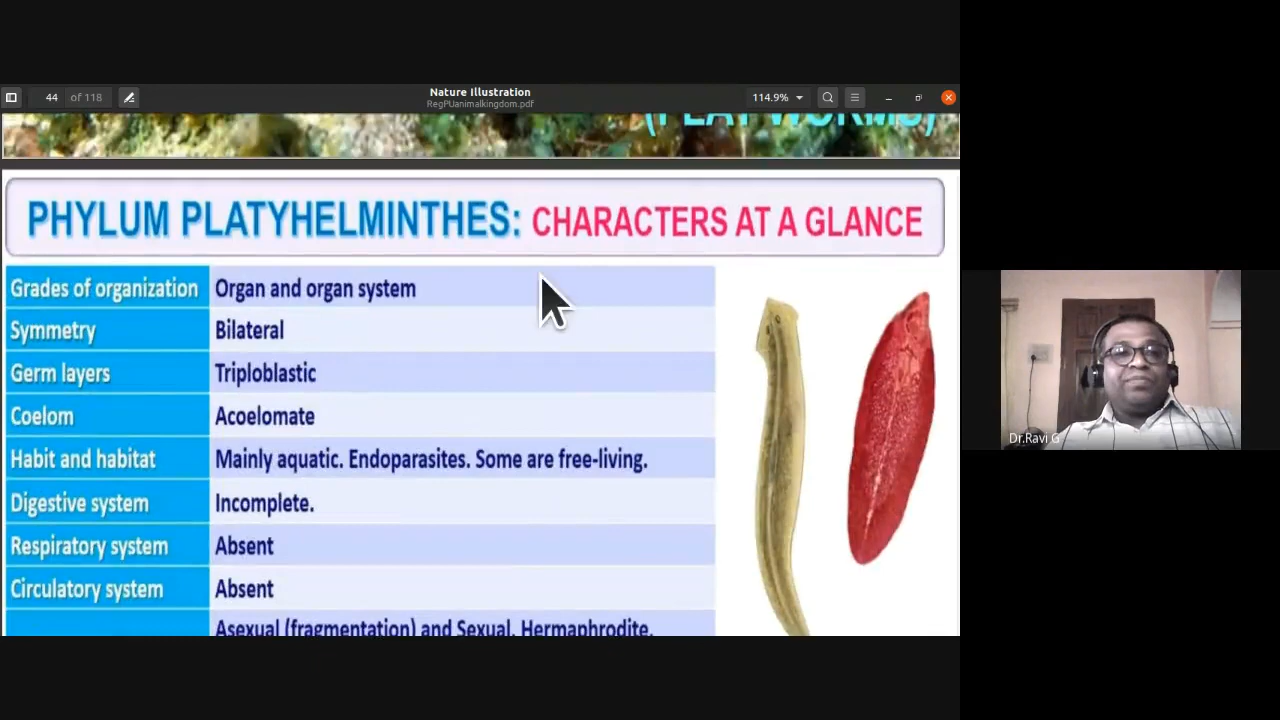 44 of 118
Nature Illustration
RegPUanimalkingdom.pdf
114.9%
(FLAT WORMS)
PHYLUM PLATYHELMINTHES: CHARACTERS AT A GLANCE
Grades of organization Organ and organ system
Symmetry Bilateral
Germ layers Triploblastic
Coelom Acoelomate
Habit and habitat Mainly aquatic. Endoparasites. Some are free-living.
Digestive system Incomplete.
Respiratory system Absent
Circulatory system Absent
Asexual (fragmentation) and Sexual. Hermaphrodite.
Dr.Ravi G